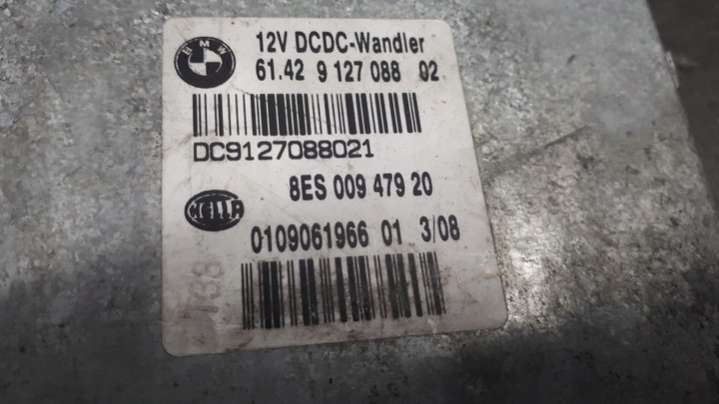 BMW
12V DCDC-Wandler
61.42 9 127 088 02
DC9127088021
8ES 009 479 20
HELLA
0109061966 01 3/08